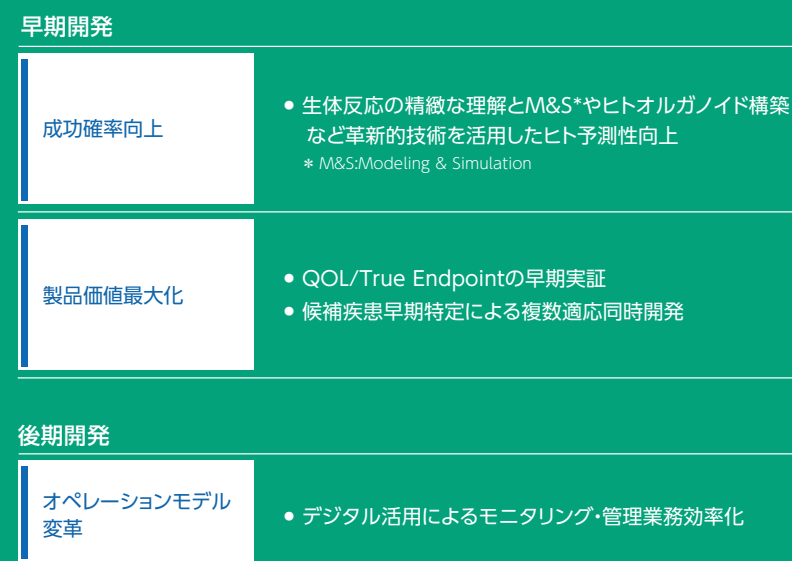 早期開発
成功確率向上
● 生体反応の精緻な理解とM&S*やヒトオルガノイド構築
など革新的技術を活用したヒト予測性向上
* M&S:Modeling & Simulation
製品価値最大化
● QOL/True Endpointの早期実証
● 候補疾患早期特定による複数適応同時開発
後期開発
オペレーションモデル
変革
● デジタル活用によるモニタリング・管理業務効率化